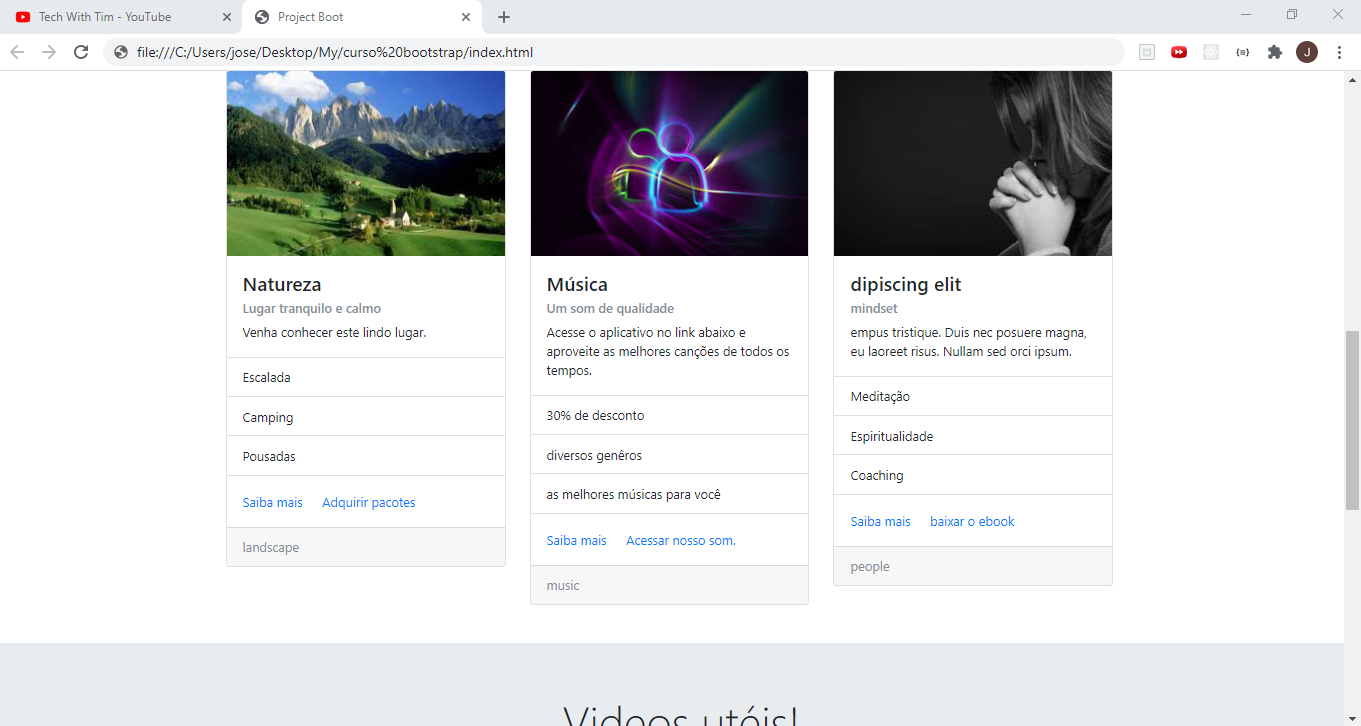 Tech With Tim - YouTube
Project Boot
file:///C:/Users/jose/Desktop/My/curso%20bootstrap/index.html
J
Natureza
Lugar tranquilo e calmo
Venha conhecer este lindo lugar.
Escalada
Camping
Pousadas
Saiba mais Adquirir pacotes
landscape
Música
Um som de qualidade
Acesse o aplicativo no link abaixo e
aproveite as melhores canções de todos os
tempos.
30% de desconto
diversos genêros
as melhores músicas para você
Saiba mais Acessar nosso som.
music
dipiscing elit
mindset
empus tristique. Duis nec posuere magna,
eu laoreet risus. Nullam sed orci ipsum.
Meditação
Espiritualidade
Coaching
Saiba mais baixar o ebook
people
Videos utéis!